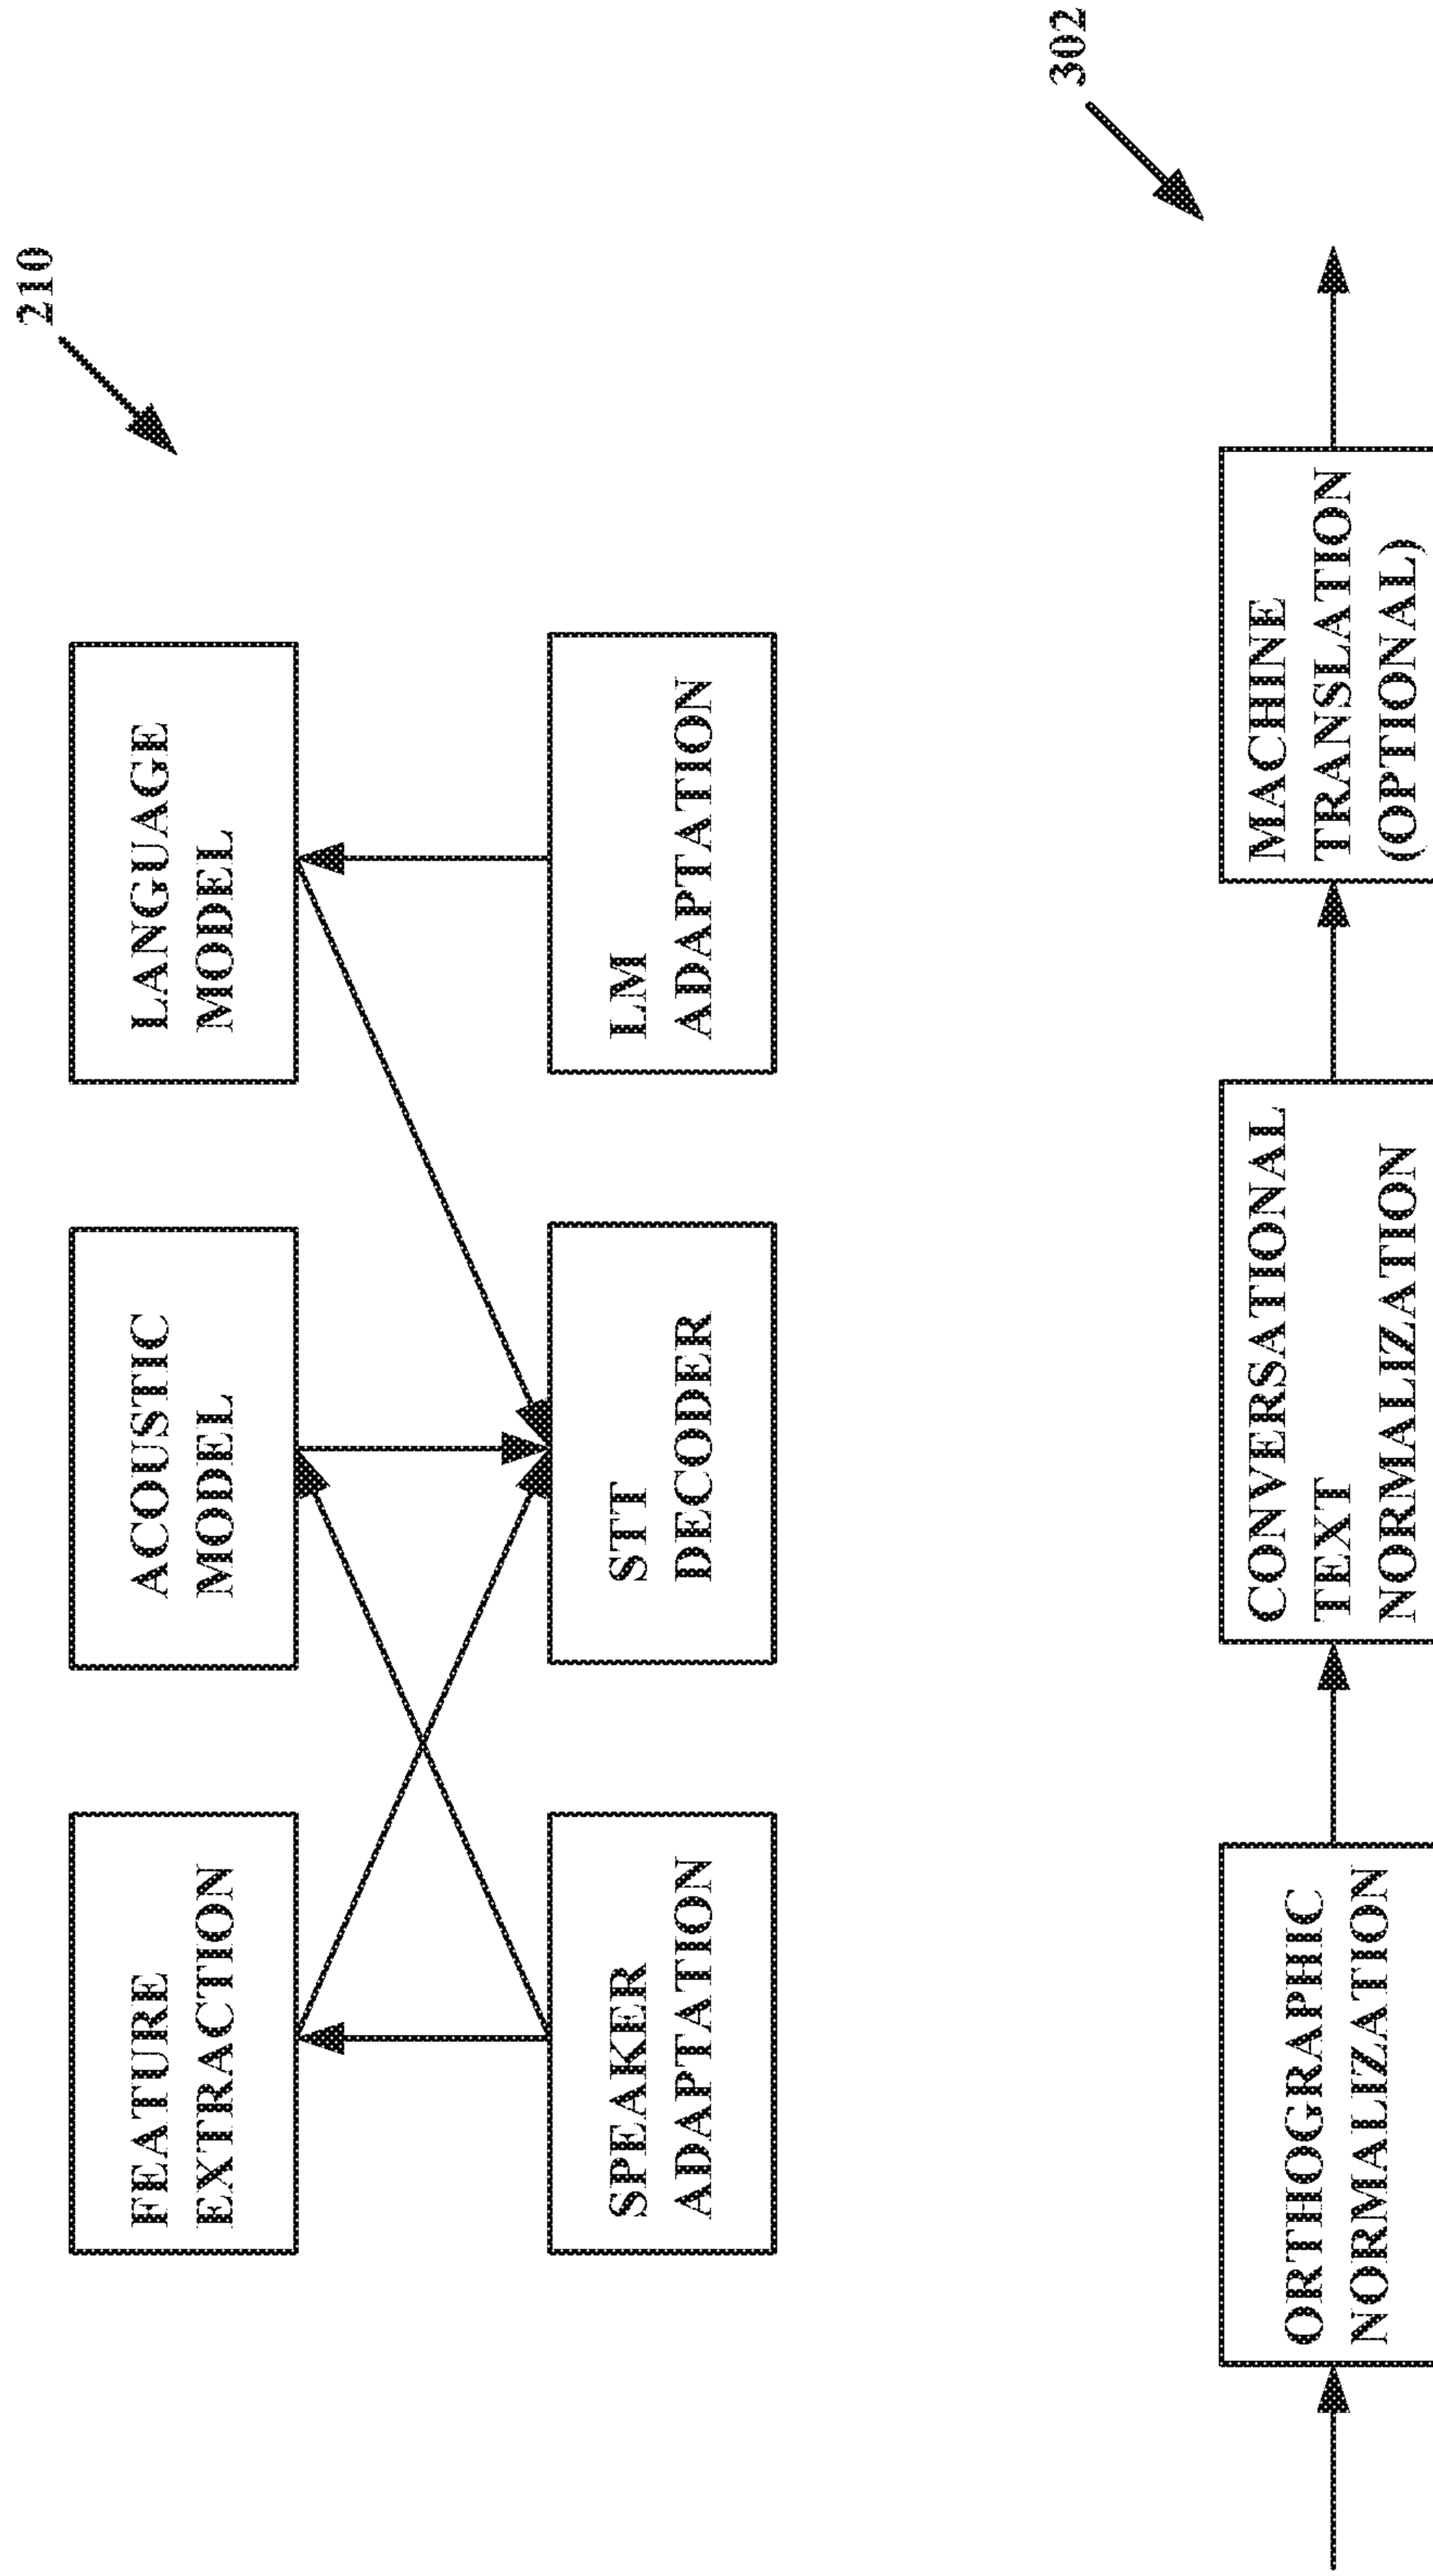 210
FEATURE
EXTRACTION
ACOUSTIC
MODEL
LANGUAGE
MODEL
SPEAKER
ADAPTATION
STT
DECODER
LM
ADAPTATION
302
ORTHOGRAPHIC
NORMALIZATION
CONVERSATIONAL
TEXT
NORMALIZATION
MACHINE
TRANSLATION
(OPTIONAL)